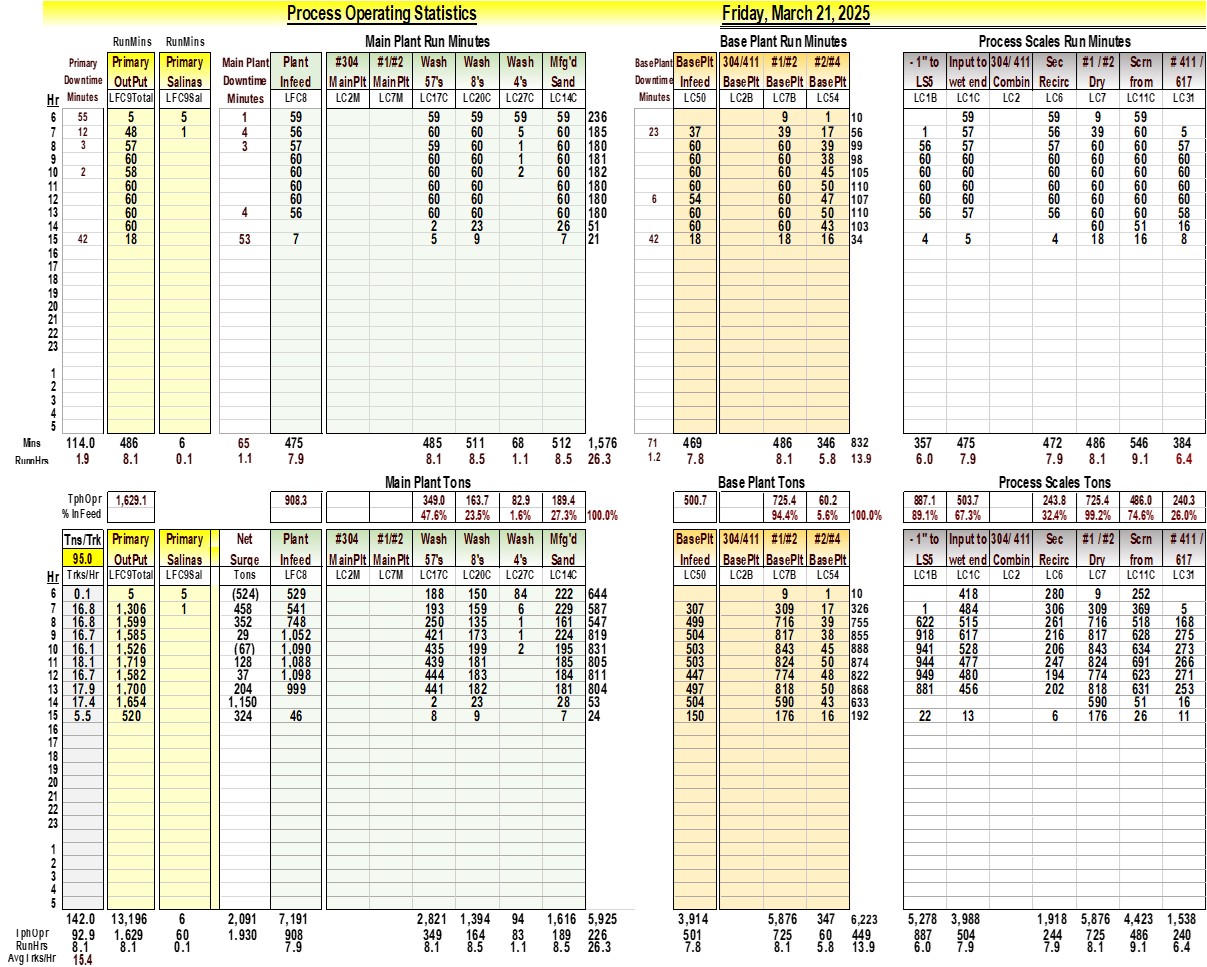 Process Operating Statistics Friday, March 21, 2025
RunMins RunMins Main Plant Run Minutes Base Plant Run Minutes Process Scales Run Minutes
Primary Primary Primary Main Plant Plant #304 #1/#2 Wash Wash Wash Mfg'd BasePlant BasePlt 304/411 #1/#2 #2/#4 - 1" to Input to 304/ 411 Sec #1 /#2 Scrn # 411 /
Downtime OutPut Salinas Downtime Infeed MainPlt MainPlt 57's 8's 4's Sand Downtime Infeed BasePlt BasePlt BasePlt LS5 wet end Combin Recirc Dry from 617
Hr Minutes LFC9Total LFC9Sal Minutes LFC8 LC2M LC7M LC17C LC20C LC27C LC14C Minutes LC50 LC2B LC7B LC54 LC1B LC1C LC2 LC6 LC7 LC11C LC31
6 55 5 5 1 59 59 59 59 59 236 9 1 10 59 59 9 59
7 12 48 1 4 56 60 60 5 60 185 23 37 39 17 56 1 57 56 39 60 5
8 3 57 3 57 59 60 1 60 180 60 60 39 99 56 57 57 60 60 57
9 60 60 60 60 1 60 181 60 60 38 98 60 60 60 60 60 60
10 2 58 60 60 60 2 60 182 60 60 45 105 60 60 60 60 60 60
11 60 60 60 60 60 180 60 60 50 110 60 60 60 60 60 60
12 60 60 60 60 60 180 6 54 60 47 107 60 60 60 60 60 60
13 60 4 56 60 60 60 180 60 60 50 110 56 57 56 60 60 58
14 60 2 23 26 51 60 60 43 103 60 51 16
15 42 18 53 7 5 9 7 21 42 18 18 16 34 4 5 4 18 16 8
16
17
18
19
20
21
22
23
1
2
3
4
5
Mins 114.0 486 6 65 475 485 511 68 512 1,576 71 469 486 346 832 357 475 472 486 546 384
RunnHrs 1.9 8.1 0.1 1.1 7.9 8.1 8.5 1.1 8.5 26.3 1.2 7.8 8.1 5.8 13.9 6.0 7.9 7.9 8.1 9.1 6.4
Main Plant Tons Base Plant Tons Process Scales Tons
TphOpr 1,629.1 908.3 349.0 163.7 82.9 189.4 500.7 725.4 60.2 887.1 503.7 243.8 725.4 486.0 240.3
% InFeed 47.6% 23.5% 1.6% 27.3% 100.0% 94.4% 5.6% 100.0% 89.1% 67.3% 32.4% 99.2% 74.6% 26.0%
Tns/Trk Primary Primary Net Plant #304 #1/#2 Wash Wash Wash Mfg'd BasePlt 304/411 #1/#2 #2/#4 - 1" to Input to 304/ 411 Sec #1 /#2 Scrn # 411 /
95.0 OutPut Salinas Surge Infeed MainPlt MainPlt 57's 8's 4's Sand Infeed BasePlt BasePlt BasePlt LS5 wet end Combin Recirc Dry from 617
Hr Trks/Hr LFC9Total LFC9Sal Tons LFC8 LC2M LC7M LC17C LC20C LC27C LC14C LC50 LC2B LC7B LC54 LC1B LC1C LC2 LC6 LC7 LC11C LC31
6 0.1 5 5 (524) 529 188 150 84 222 644 9 1 10 418 280 9 252
7 16.8 1,306 1 458 541 193 159 6 229 587 307 309 17 326 1 484 306 309 369 5
8 16.8 1,599 352 748 250 135 1 161 547 499 716 39 755 622 515 261 716 518 168
9 16.7 1,585 29 1,052 421 173 1 224 819 504 817 38 855 918 617 216 817 628 275
10 16.1 1,526 (67) 1,090 435 199 2 195 831 503 843 45 888 941 528 206 843 634 273
11 18.1 1,719 128 1,088 439 181 185 805 503 824 50 874 944 477 247 824 691 266
12 16.7 1,582 37 1,098 444 183 184 811 447 774 48 822 949 480 194 774 623 271
13 17.9 1,700 204 999 441 182 181 804 497 818 50 868 881 456 202 818 631 253
14 17.4 1,654 1,150 2 23 28 53 504 590 43 633 590 51 16
15 5.5 520 324 46 8 9 7 24 150 176 16 192 22 13 6 176 26 11
16
17
18
19
20
21
22
23
1
2
3
4
5
142.0 13,196 6 2,091 7,191 2,821 1,394 94 1,616 5,925 3,914 5,876 347 6,223 5,278 3,988 1,918 5,876 4,423 1,538
TphOpr 92.9 1.629 60 1.930 908 349 164 83 189 226 501 725 60 449 887 504 244 725 486 240
RunHrs 8.1 8.1 0.1 7.9 8.1 8.5 1.1 8.5 26.3 7.8 8.1 5.8 13.9 6.0 7.9 7.9 8.1 9.1 6.4
AvgTrks/Hr 15.4